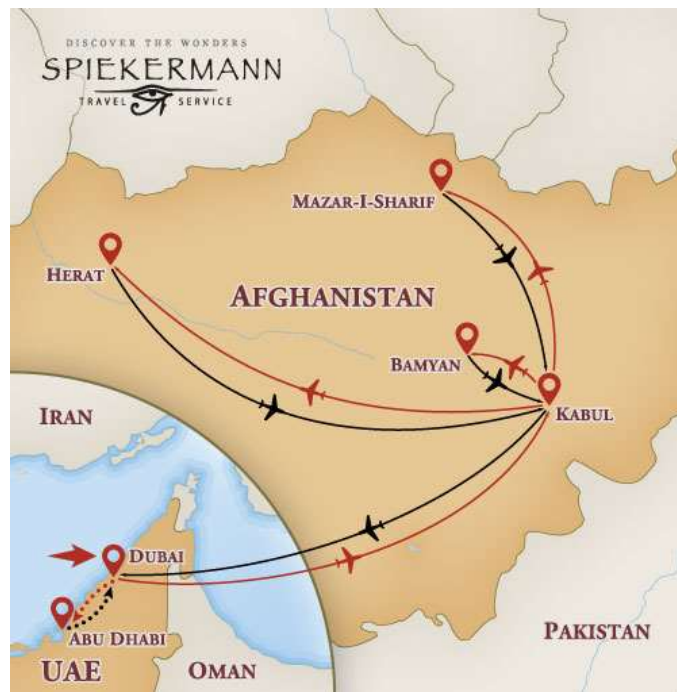 DISCOVER THE WONDERS
SPIEKERMANN
TRAVEL SERVICE
MAZAR-I-SHARIF
HERAT
AFGHANISTAN
BAMYAN
KABUL
IRAN
DUBAI
ABU DHABI
UAE
OMAN
PAKISTAN